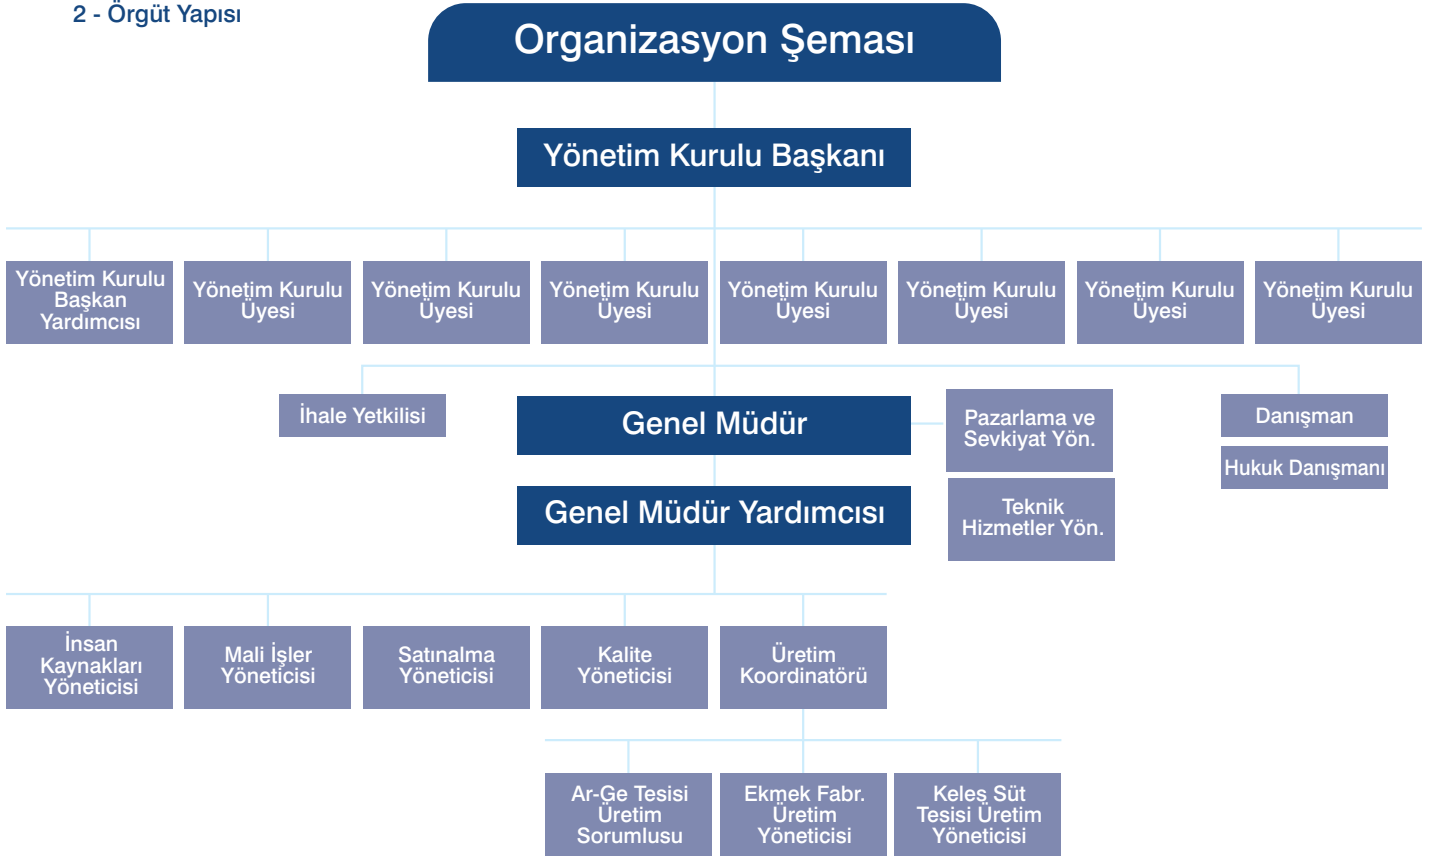 2 - Örgüt Yapısı
Organizasyon Şeması
Yönetim Kurulu Başkanı
Yönetim Kurulu
Başkan
Yardımcısı
Yönetim Kurulu
Üyesi
Yönetim Kurulu
Üyesi
Yönetim Kurulu
Üyesi
Yönetim Kurulu
Üyesi
Yönetim Kurulu
Üyesi
Yönetim Kurulu
Üyesi
Yönetim Kurulu
Üyesi
İhale Yetkilisi
Genel Müdür
Pazarlama ve
Sevkiyat Yön.
Danışman
Hukuk Danışmanı
Genel Müdür Yardımcısı
Teknik
Hizmetler Yön.
İnsan
Kaynakları
Yöneticisi
Mali İşler
Yöneticisi
Satınalma
Yöneticisi
Kalite
Yöneticisi
Üretim
Koordinatörü
Ar-Ge Tesisi
Üretim
Sorumlusu
Ekmek Fabr.
Üretim
Yöneticisi
Keles Süt
Tesisi Üretim
Yöneticisi